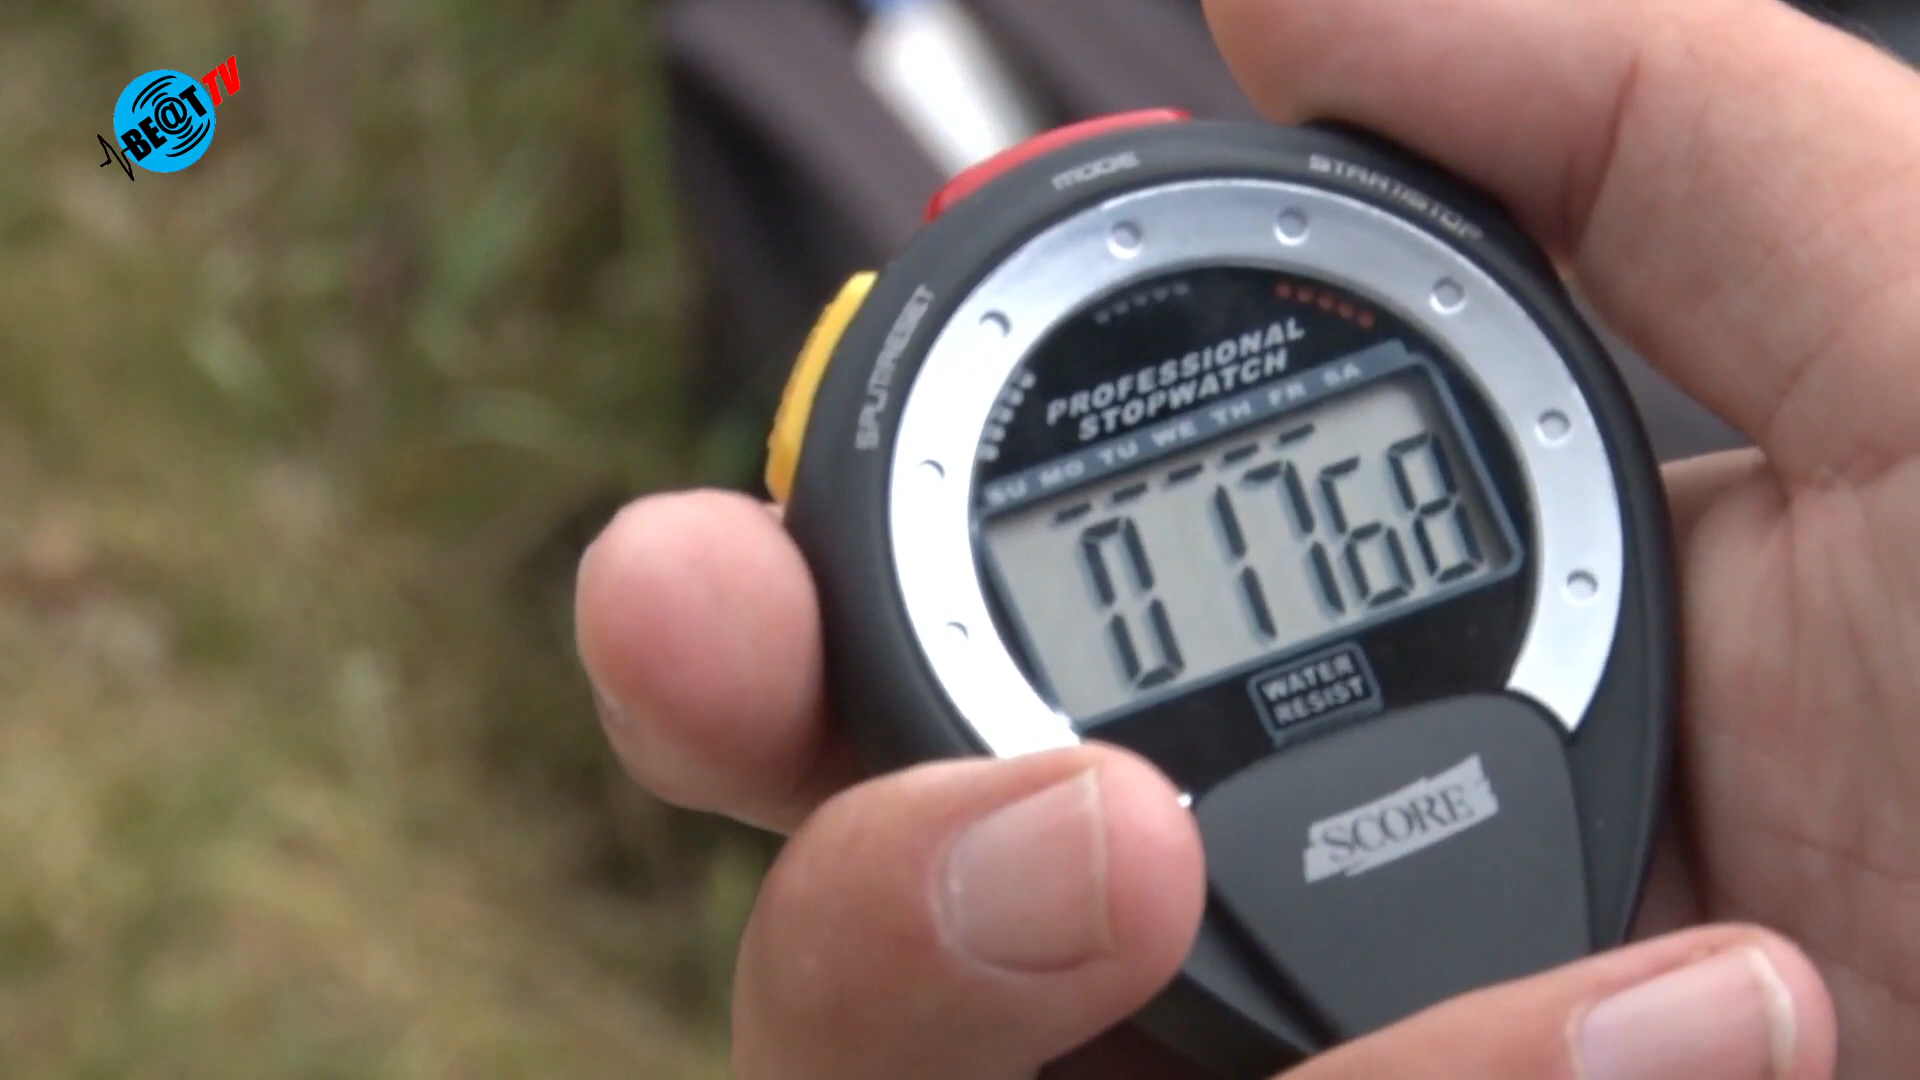 BE@T TV
MODE
START/STOP
SPLIT/RESET
PROFESSIONAL
STOPWATCH
SU MO TU WE TH FR SA
0 17 68
WATER
RESIST
SCORE